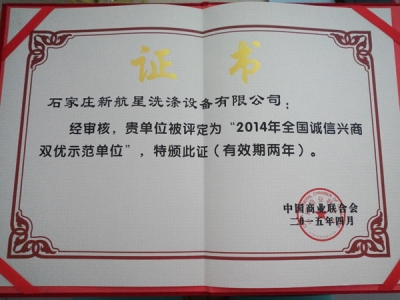 证书
石家庄新航星洗涤设备有限公司：
经审核，贵单位被评定为“2014年全国诚信兴商
双优示范单位”，特颁此证（有效期两年）。
中国商业联合会
二〇一五年四月